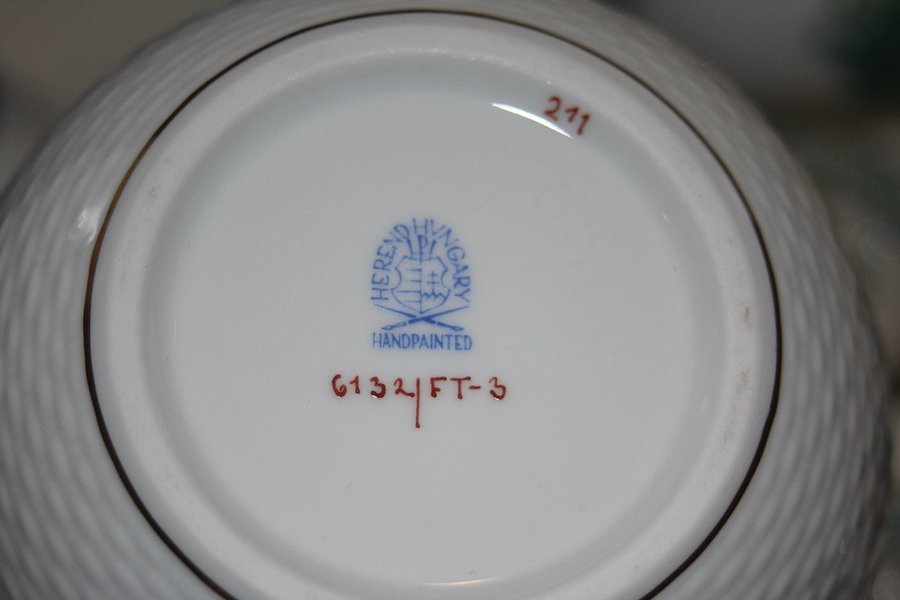 211
HEREND HUNGARY
HANDPAINTED
6132/FT-3